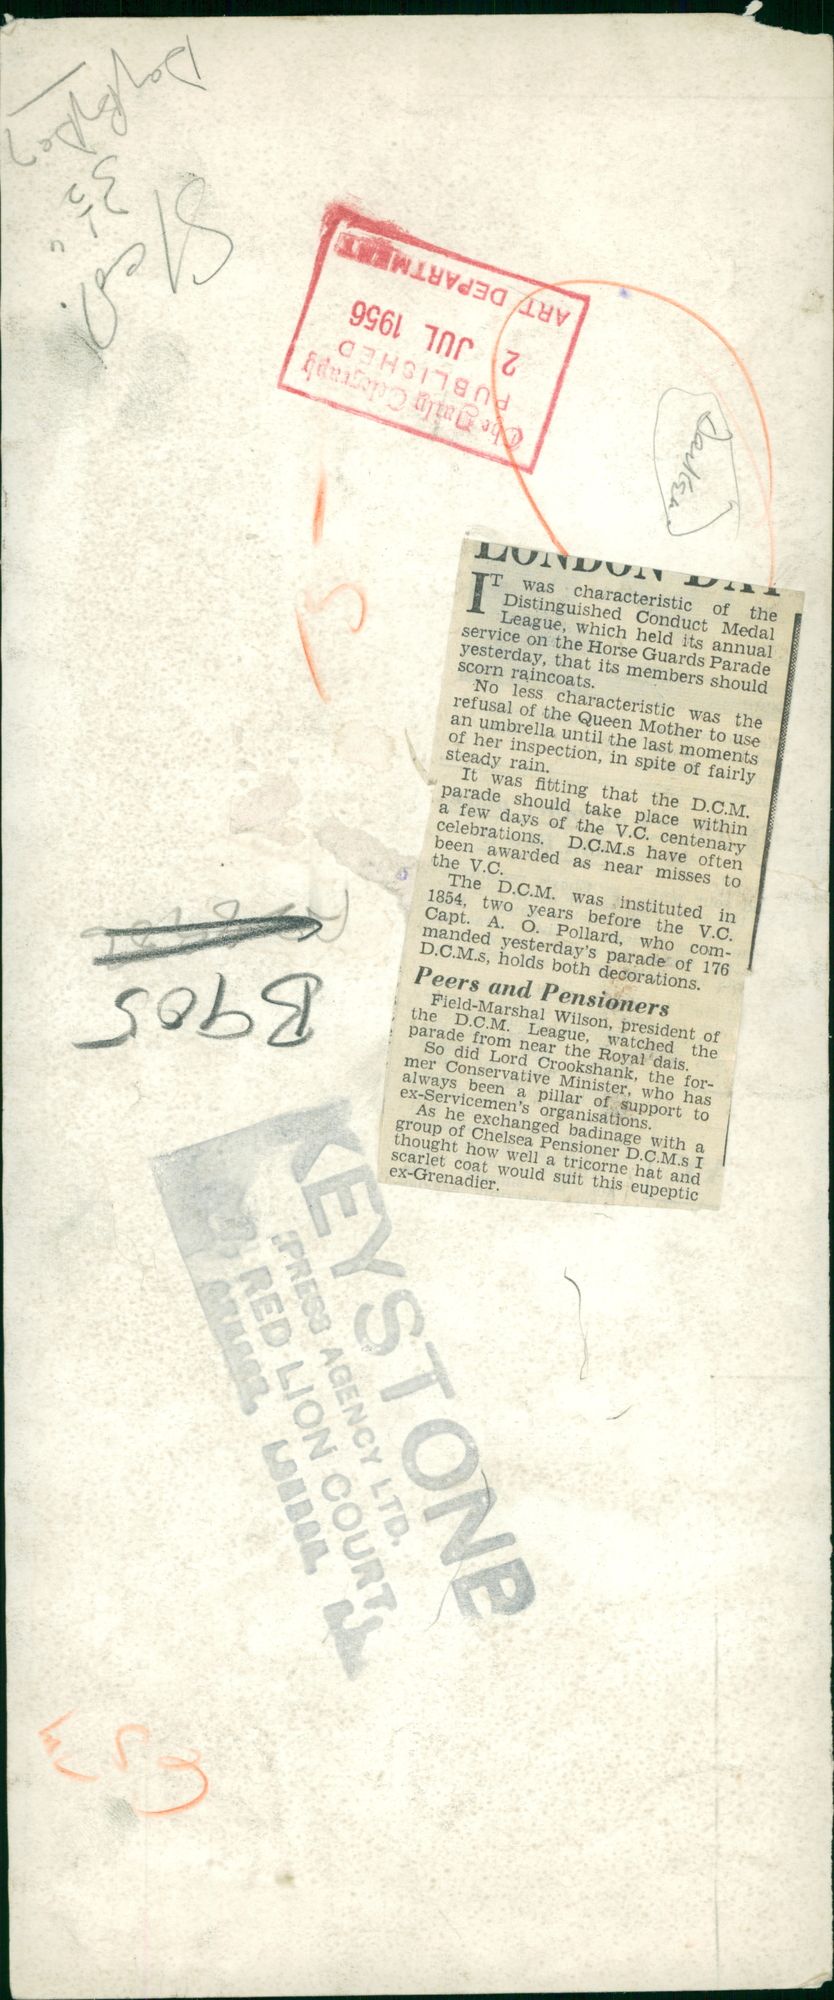 Day by Day
3½"
The Daily Telegraph
PUBLISHED
2 JUL 1956
ART DEPARTMENT
LONDON DAY
IT was characteristic of the
Distinguished Conduct Medal
League, which held its annual
service on the Horse Guards Parade
yesterday, that its members should
scorn raincoats.
No less characteristic was the
refusal of the Queen Mother to use
an umbrella until the last moments
of her inspection, in spite of fairly
steady rain.
It was fitting that the D.C.M.
parade should take place within
a few days of the V.C. centenary
celebrations. D.C.M.s have often
been awarded as near misses to
the V.C.
The D.C.M. was instituted in
1854, two years before the V.C.
Capt. A. O. Pollard, who com-
manded yesterday's parade of 176
D.C.M.s, holds both decorations.
Peers and Pensioners
Field-Marshal Wilson, president of
the D.C.M. League, watched the
parade from near the Royal dais.
So did Lord Crookshank, the for-
mer Conservative Minister, who has
always been a pillar of support to
ex-Servicemen's organisations.
As he exchanged badinage with a
group of Chelsea Pensioner D.C.M.s I
thought how well a tricorne hat and
scarlet coat would suit this eupeptic
ex-Grenadier.
B905
KEYSTONE
PRESS AGENCY LTD.
RED LION COURT